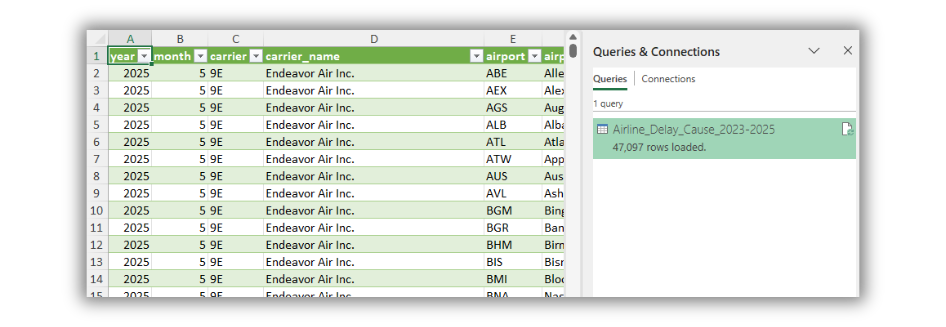 A B C D E
1 year month carrier carrier_name airport airp
2 2025 5 9E Endeavor Air Inc. ABE Alle
3 2025 5 9E Endeavor Air Inc. AEX Alex
4 2025 5 9E Endeavor Air Inc. AGS Aug
5 2025 5 9E Endeavor Air Inc. ALB Alba
6 2025 5 9E Endeavor Air Inc. ATL Atla
7 2025 5 9E Endeavor Air Inc. ATW App
8 2025 5 9E Endeavor Air Inc. AUS Aus
9 2025 5 9E Endeavor Air Inc. AVL Ash
10 2025 5 9E Endeavor Air Inc. BGM Bing
11 2025 5 9E Endeavor Air Inc. BGR Ban
12 2025 5 9E Endeavor Air Inc. BHM Birn
13 2025 5 9E Endeavor Air Inc. BIS Bisr
14 2025 5 9E Endeavor Air Inc. BMI Bloo
15 2025 5 9E Endeavor Air Inc. BNA Nas
Queries & Connections
Queries Connections
1 query
Airline_Delay_Cause_2023-2025
47,097 rows loaded.